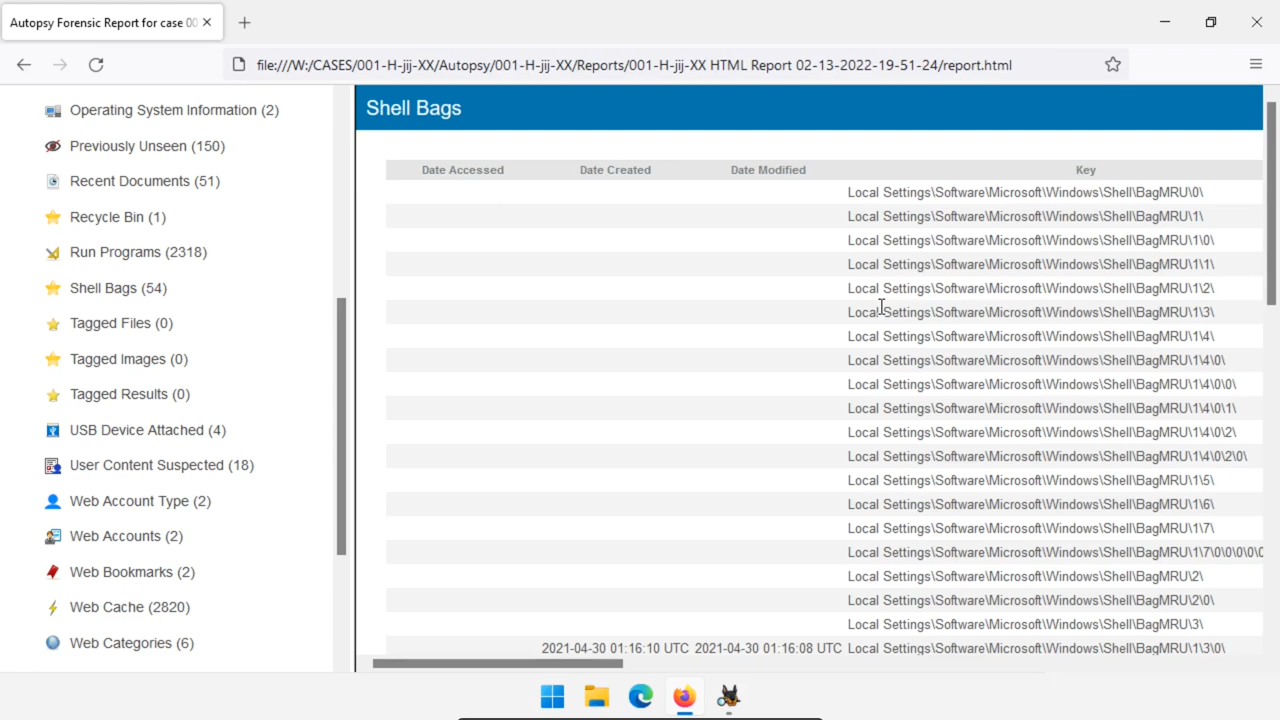 Autopsy Forensic Report for case 00
file:///W:/CASES/001-H-jij-XX/Autopsy/001-H-jij-XX/Reports/001-H-jij-XX HTML Report 02-13-2022-19-51-24/report.html
Operating System Information (2)
Previously Unseen (150)
Recent Documents (51)
Recycle Bin (1)
Run Programs (2318)
Shell Bags (54)
Tagged Files (0)
Tagged Images (0)
Tagged Results (0)
USB Device Attached (4)
User Content Suspected (18)
Web Account Type (2)
Web Accounts (2)
Web Bookmarks (2)
Web Cache (2820)
Web Categories (6)
Shell Bags
Date Accessed Date Created Date Modified Key
Local Settings\Software\Microsoft\Windows\Shell\BagMRU\0\
Local Settings\Software\Microsoft\Windows\Shell\BagMRU\1\
Local Settings\Software\Microsoft\Windows\Shell\BagMRU\1\0\
Local Settings\Software\Microsoft\Windows\Shell\BagMRU\1\1\
Local Settings\Software\Microsoft\Windows\Shell\BagMRU\1\2\
Local Settings\Software\Microsoft\Windows\Shell\BagMRU\1\3\
Local Settings\Software\Microsoft\Windows\Shell\BagMRU\1\4\
Local Settings\Software\Microsoft\Windows\Shell\BagMRU\1\4\0\
Local Settings\Software\Microsoft\Windows\Shell\BagMRU\1\4\0\0\
Local Settings\Software\Microsoft\Windows\Shell\BagMRU\1\4\0\1\
Local Settings\Software\Microsoft\Windows\Shell\BagMRU\1\4\0\2\
Local Settings\Software\Microsoft\Windows\Shell\BagMRU\1\4\0\2\0\
Local Settings\Software\Microsoft\Windows\Shell\BagMRU\1\5\
Local Settings\Software\Microsoft\Windows\Shell\BagMRU\1\6\
Local Settings\Software\Microsoft\Windows\Shell\BagMRU\1\7\
Local Settings\Software\Microsoft\Windows\Shell\BagMRU\1\7\0\0\0\0\0
Local Settings\Software\Microsoft\Windows\Shell\BagMRU\2\
Local Settings\Software\Microsoft\Windows\Shell\BagMRU\2\0\
Local Settings\Software\Microsoft\Windows\Shell\BagMRU\3\
2021-04-30 01:16:10 UTC 2021-04-30 01:16:08 UTC Local Settings\Software\Microsoft\Windows\Shell\BagMRU\1\3\0\